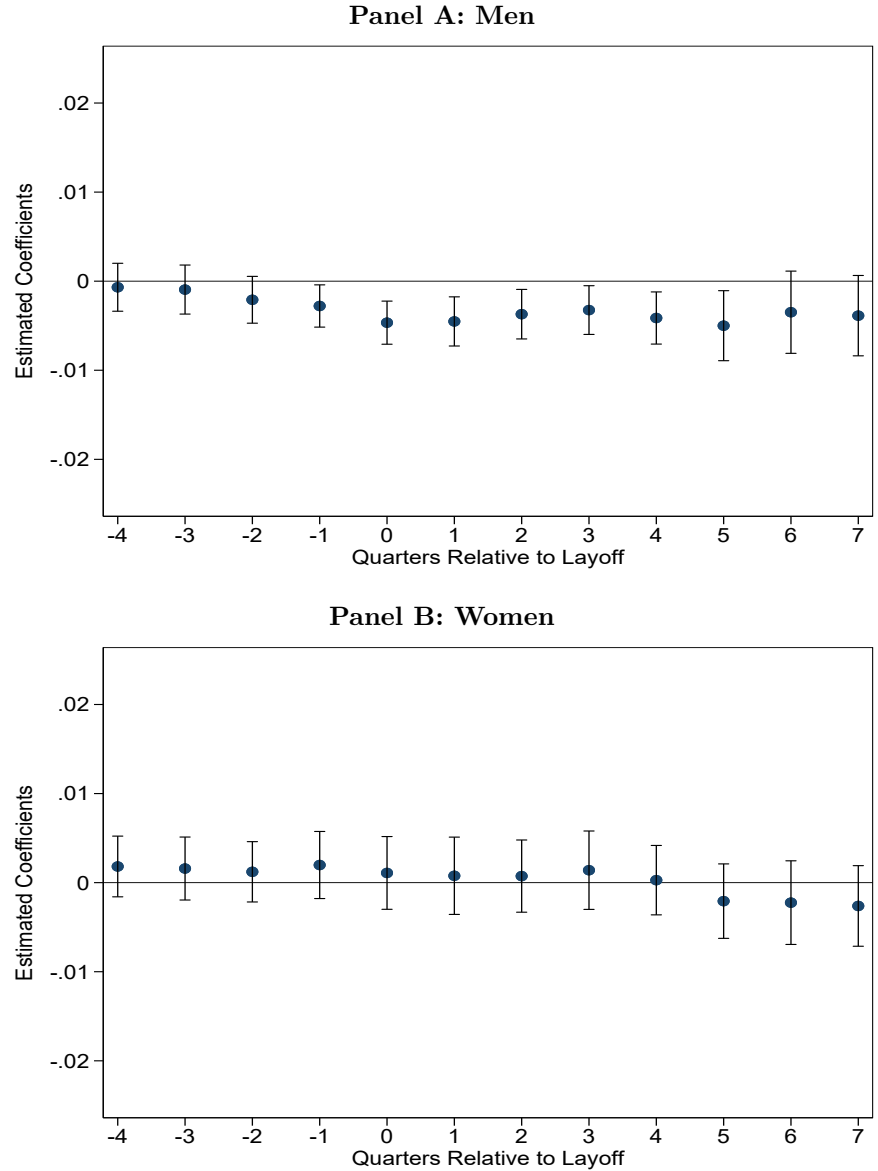 Panel A: Men
.02
.01
0
-.01
-.02
Estimated Coefficients
-4 -3 -2 -1 0 1 2 3 4 5 6 7
Quarters Relative to Layoff
Panel B: Women
.02
.01
0
-.01
-.02
Estimated Coefficients
-4 -3 -2 -1 0 1 2 3 4 5 6 7
Quarters Relative to Layoff